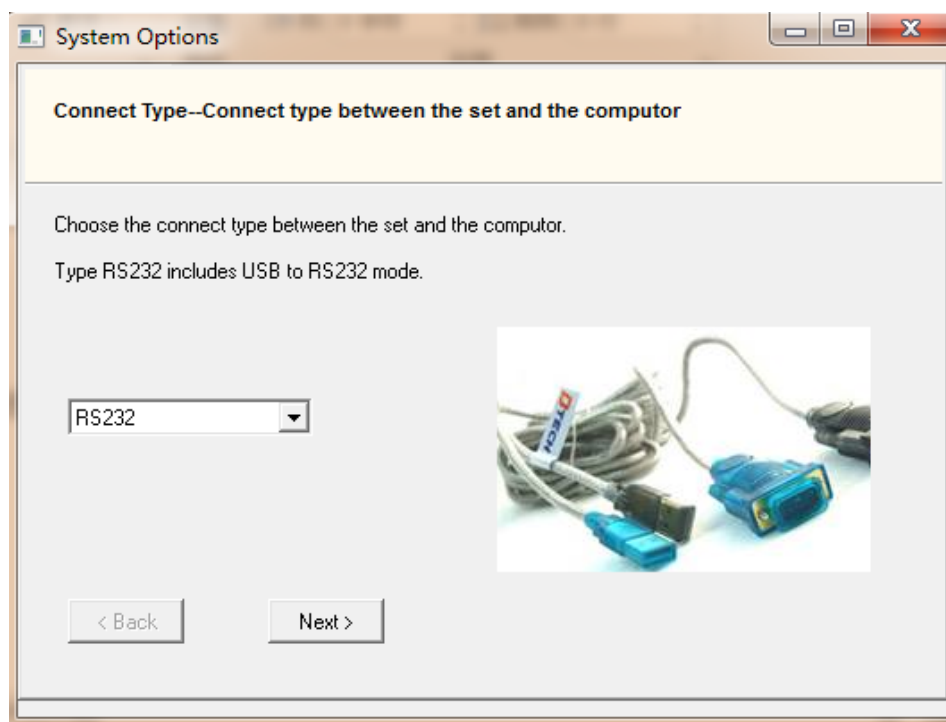 System Options
Connect Type--Connect type between the set and the computor
Choose the connect type between the set and the computor.
Type RS232 includes USB to RS232 mode.
RS232
DTECH
< Back
Next >